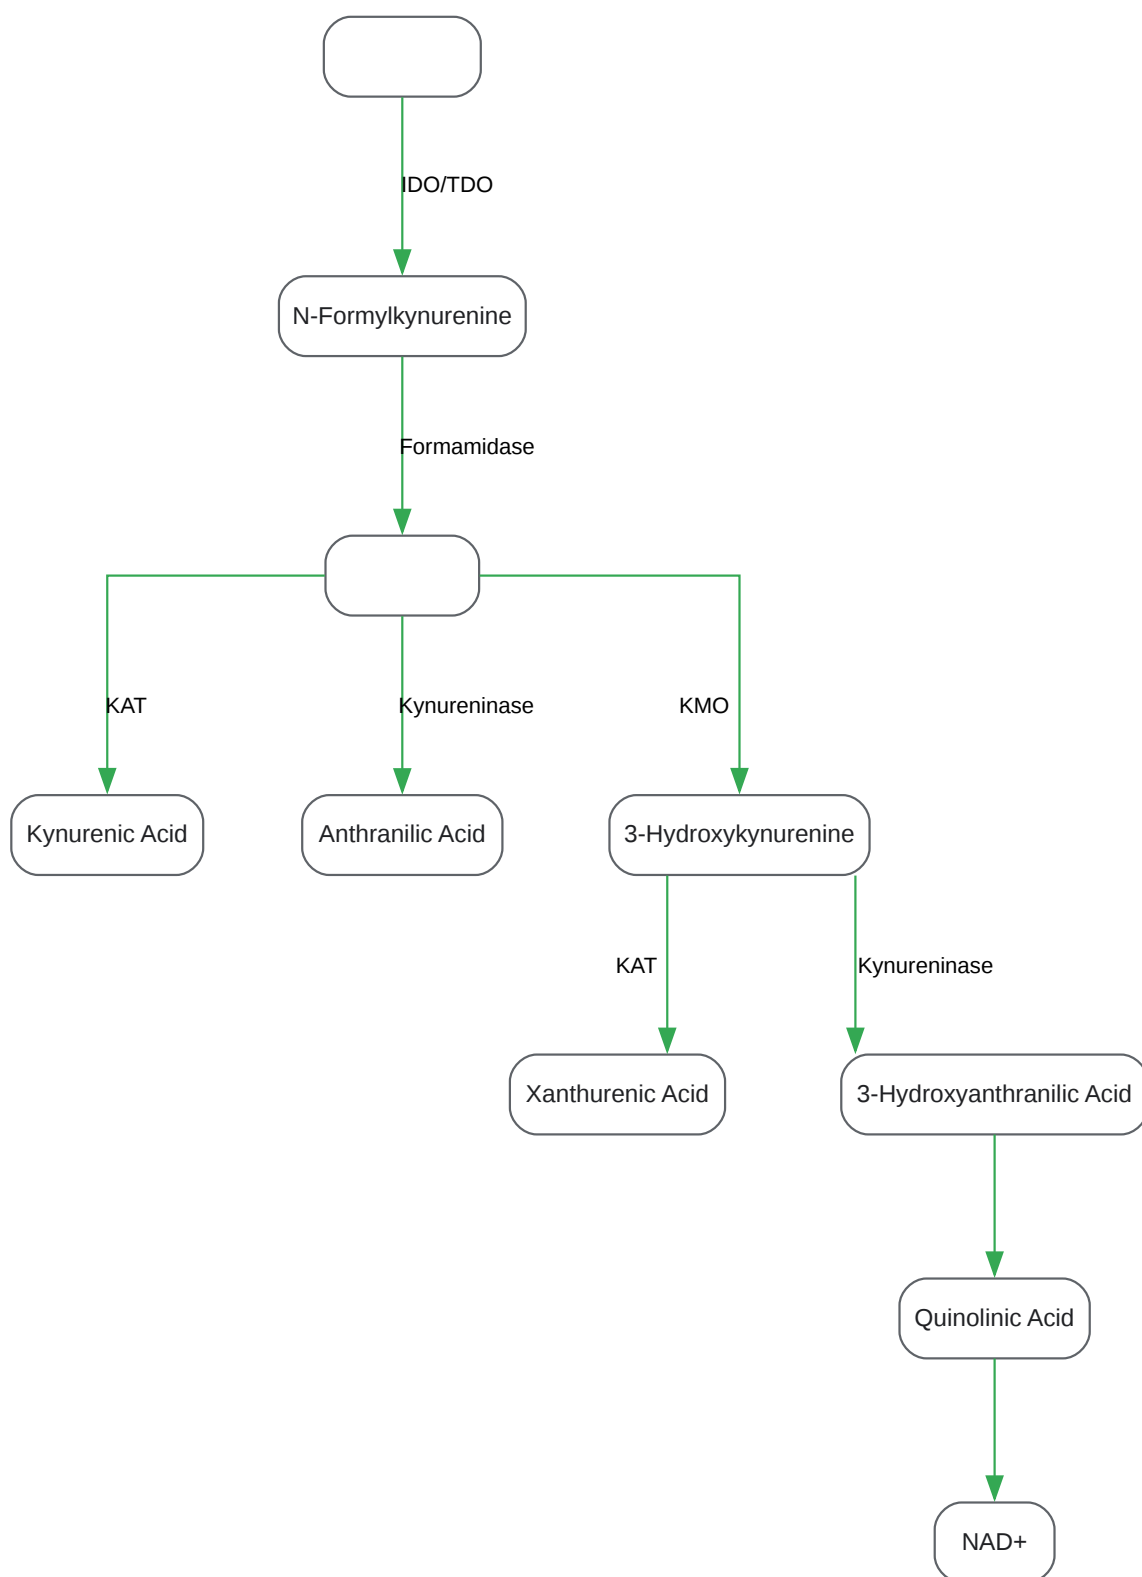 IDO/TDO
N-Formylkynurenine
Formamidase
KAT
Kynureninase
KMO
Kynurenic Acid
Anthranilic Acid
3-Hydroxykynurenine
KAT
Kynureninase
Xanthurenic Acid
3-Hydroxyanthranilic Acid
Quinolinic Acid
NAD+